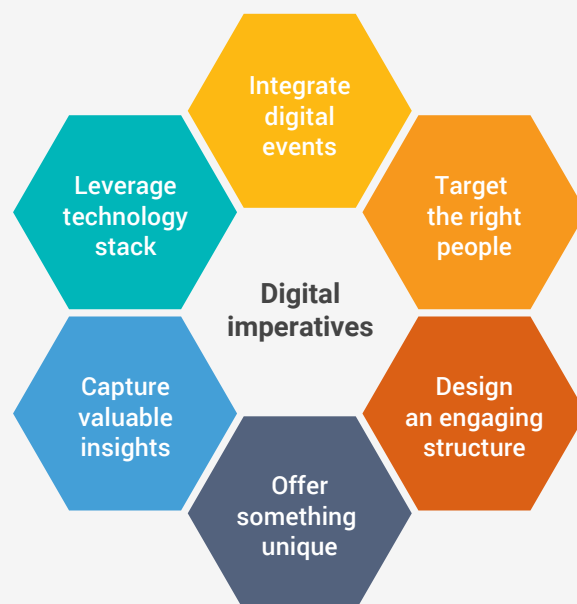 Integrate
digital
events
Target
the right
people
Design
an engaging
structure
Offer
something
unique
Capture
valuable
insights
Leverage
technology
stack
Digital
imperatives